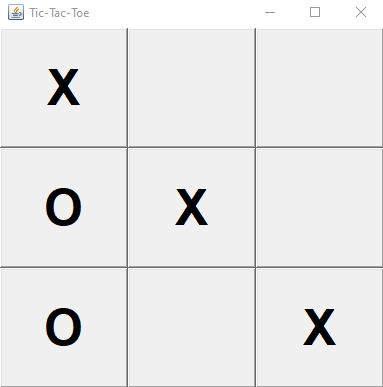 Tic-Tac-Toe
X
O X
O X